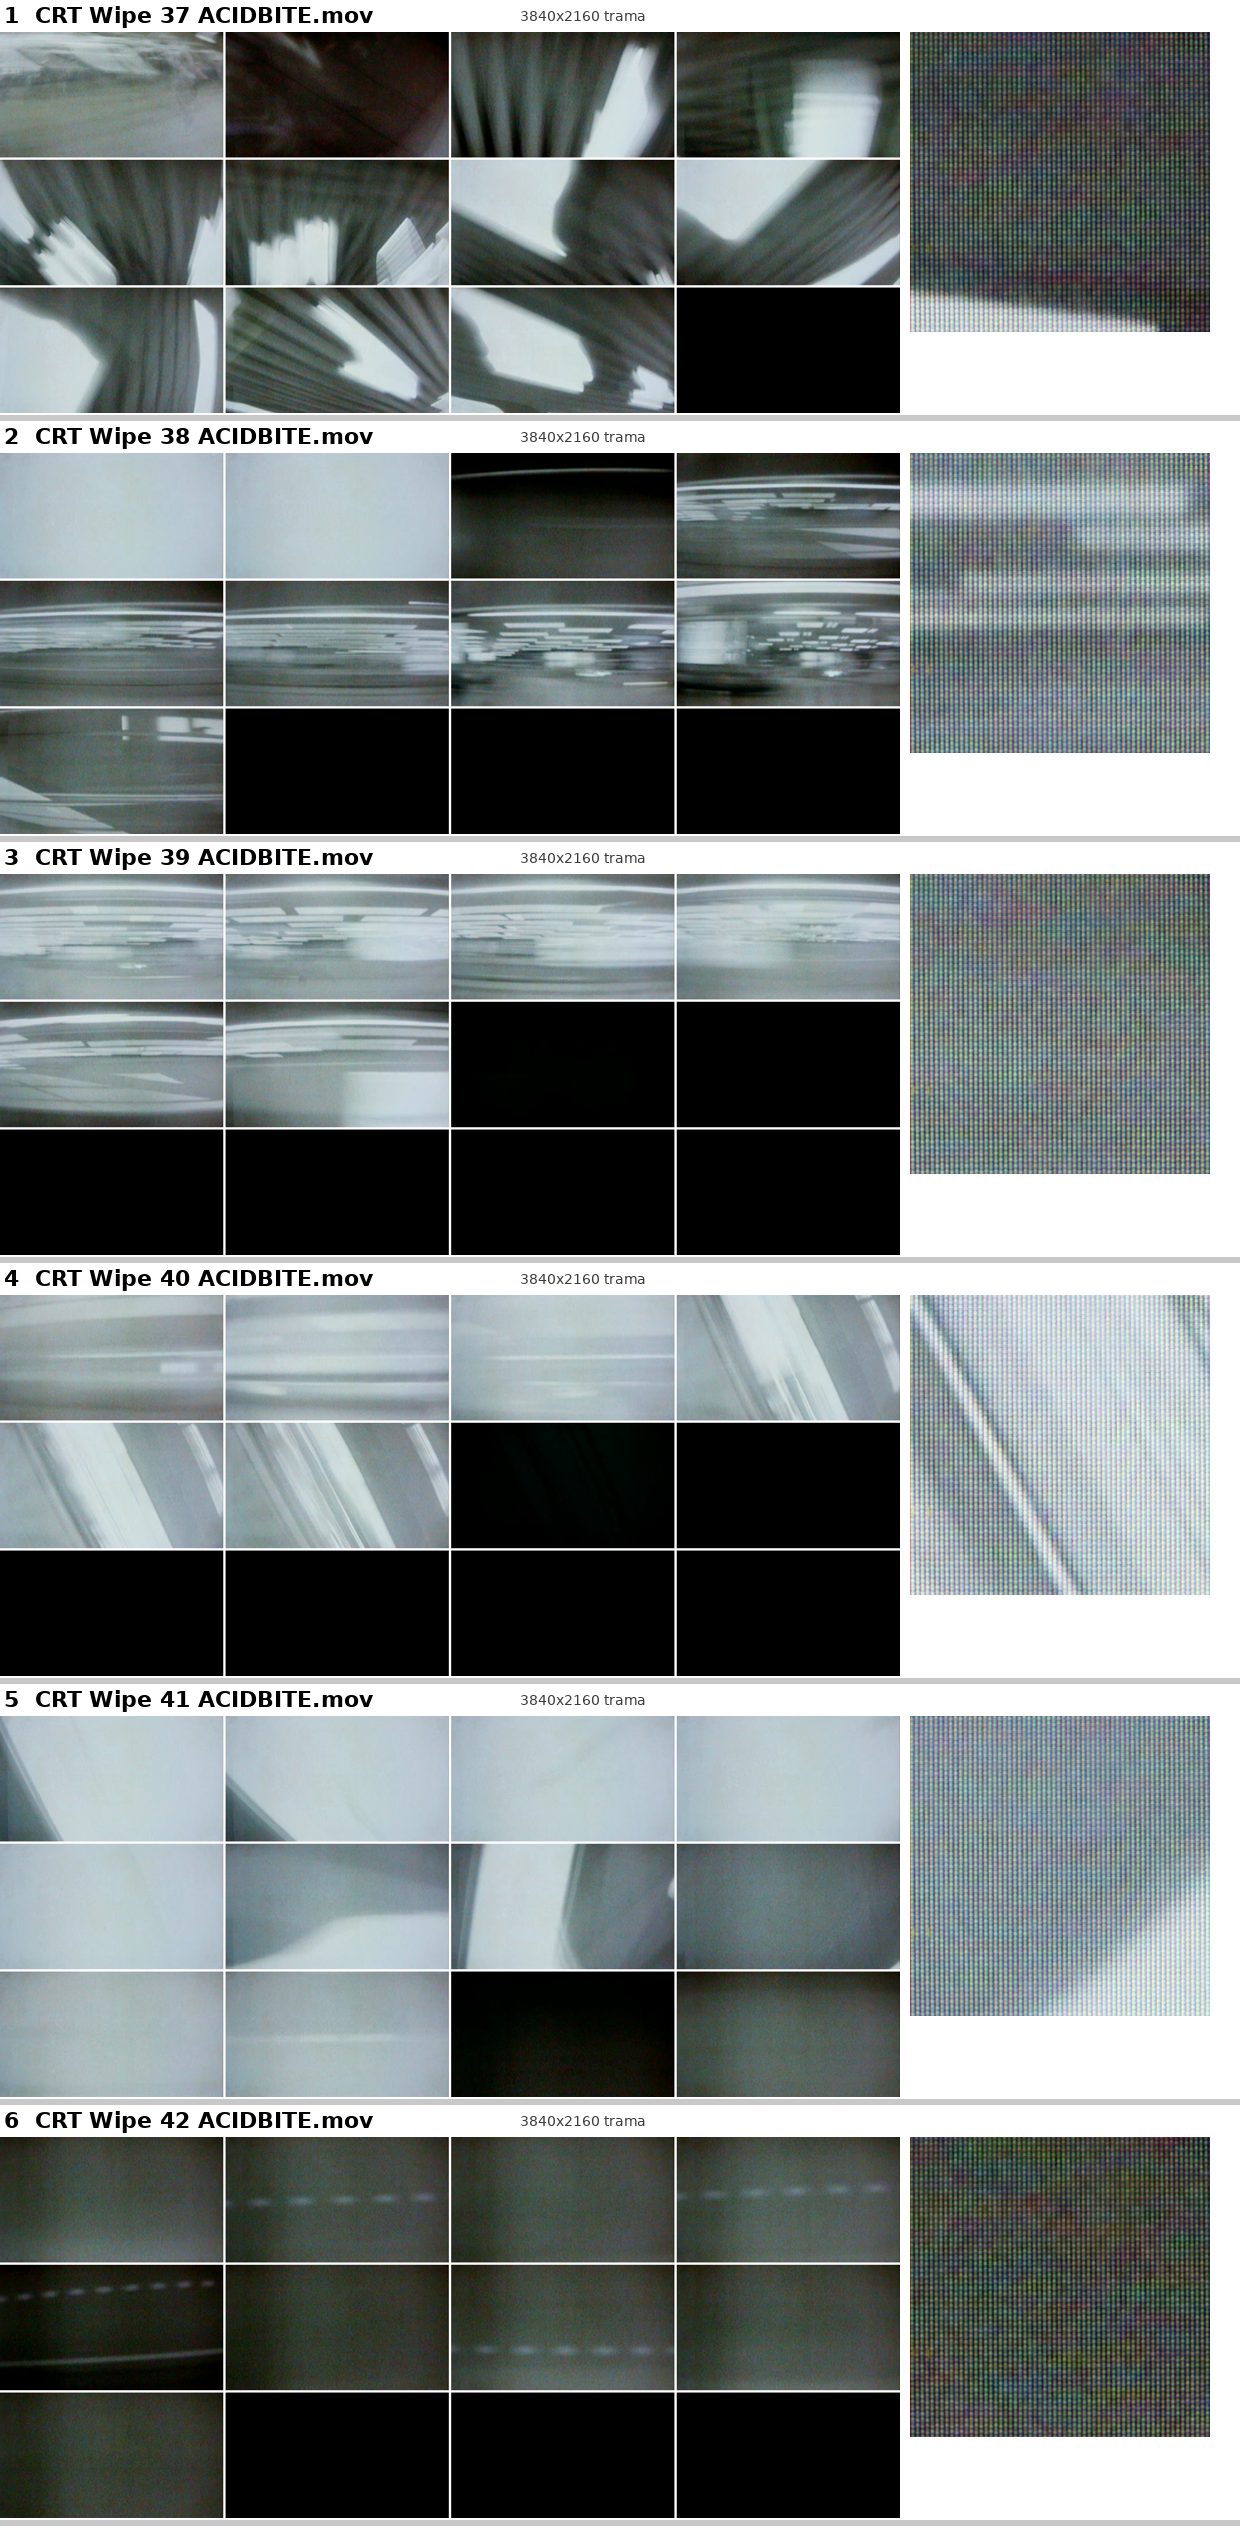 1 CRT Wipe 37 ACIDBITE.mov 3840x2160 trama
2 CRT Wipe 38 ACIDBITE.mov 3840x2160 trama
3 CRT Wipe 39 ACIDBITE.mov 3840x2160 trama
4 CRT Wipe 40 ACIDBITE.mov 3840x2160 trama
5 CRT Wipe 41 ACIDBITE.mov 3840x2160 trama
6 CRT Wipe 42 ACIDBITE.mov 3840x2160 trama